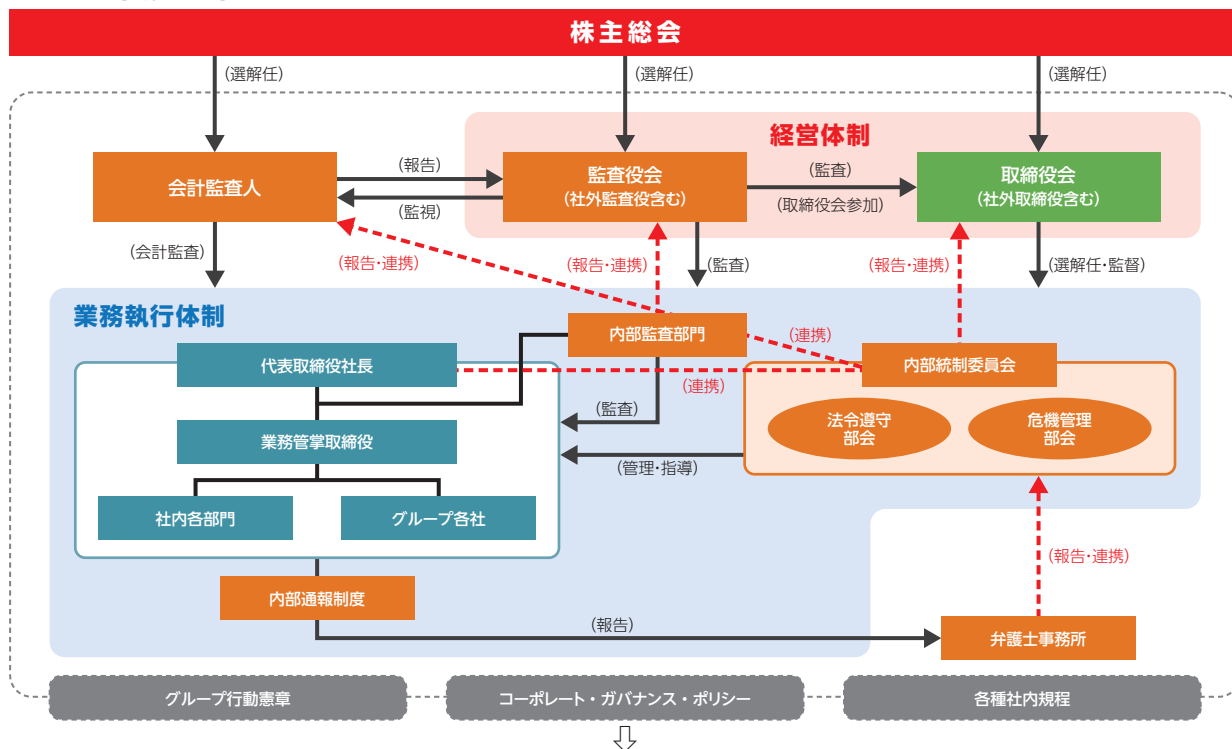 株主総会
(選解任)
(選解任)
(選解任)
経営体制
会計監査人
(報告)
(監視)
監査役会
(社外監査役含む)
(監査)
(取締役会参加)
取締役会
(社外取締役含む)
(会計監査)
(報告・連携)
(報告・連携)
(監査)
(報告・連携)
(選解任・監督)
業務執行体制
内部監査部門
(連携)
代表取締役社長
(連携)
内部統制委員会
(監査)
法令遵守
部会
危機管理
部会
業務管掌取締役
(管理・指導)
社内各部門
グループ各社
(報告・連携)
内部通報制度
(報告)
弁護士事務所
グループ行動憲章
コーポレート・ガバナンス・ポリシー
各種社内規程